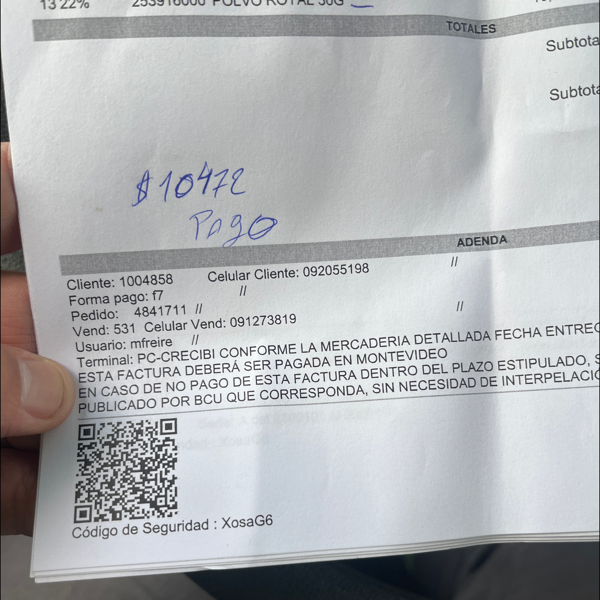 13 22% 253916000 POLVO ROYAL 50G
TOTALES
Subtota
Subtota
$10472
Pago
ADENDA
Cliente: 1004858 Celular Cliente: 092055198 //
Forma pago: f7 //
Pedido: 4841711 //
Vend: 531 Celular Vend: 091273819 //
Usuario: mfreire //
Terminal: PC-CRECIBI CONFORME LA MERCADERIA DETALLADA FECHA ENTREG
ESTA FACTURA DEBERÁ SER PAGADA EN MONTEVIDEO
EN CASO DE NO PAGO DE ESTA FACTURA DENTRO DEL PLAZO ESTIPULADO, S
PUBLICADO POR BCU QUE CORRESPONDA, SIN NECESIDAD DE INTERPELACIÓ
Código de Seguridad : XosaG6